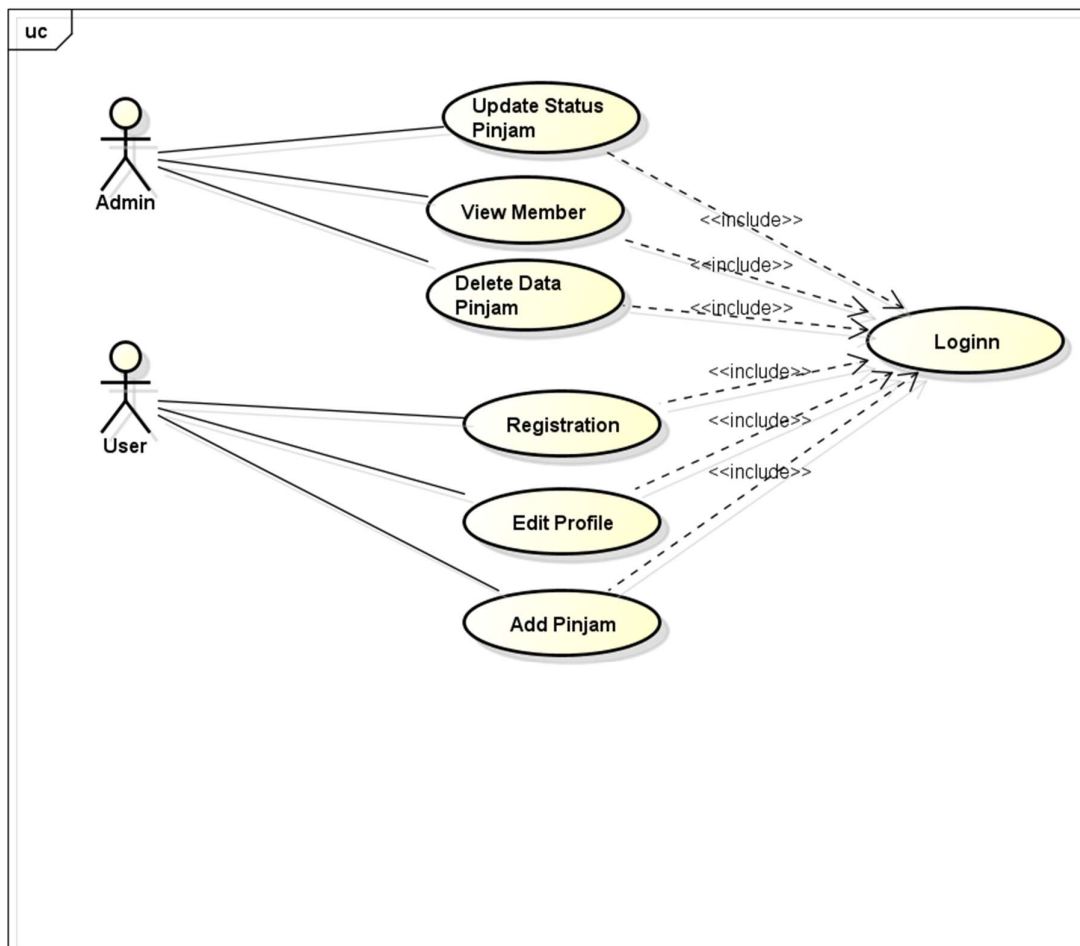 uc
Update Status
Pinjam
Admin
View Member
<<include>>
<<include>>
Delete Data
Pinjam
<<include>>
Loginn
User
Registration
<<include>>
<<include>>
Edit Profile
<<include>>
Add Pinjam